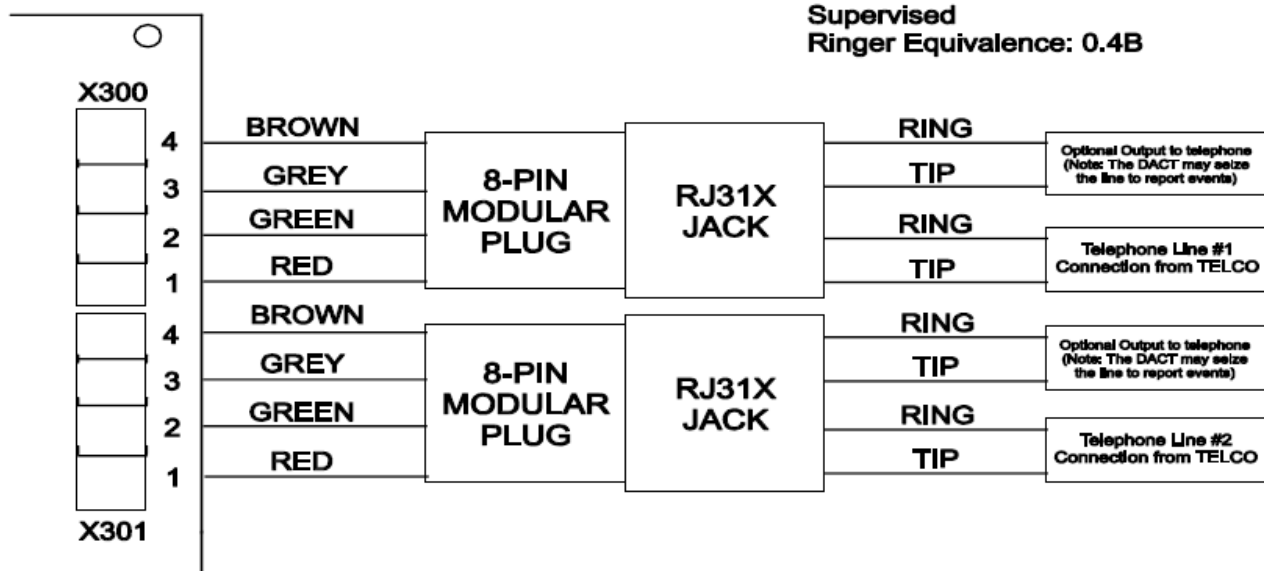 Supervised
Ringer Equivalence: 0.4B
X300
4
BROWN
3
GREY
2
GREEN
1
RED
8-PIN
MODULAR
PLUG
RJ31X
JACK
RING
TIP
Optional Output to telephone
(Note: The DACT may seize
the line to report events)
RING
TIP
Telephone Line #1
Connection from TELCO
4
BROWN
3
GREY
2
GREEN
1
RED
X301
8-PIN
MODULAR
PLUG
RJ31X
JACK
RING
TIP
Optional Output to telephone
(Note: The DACT may seize
the line to report events)
RING
TIP
Telephone Line #2
Connection from TELCO